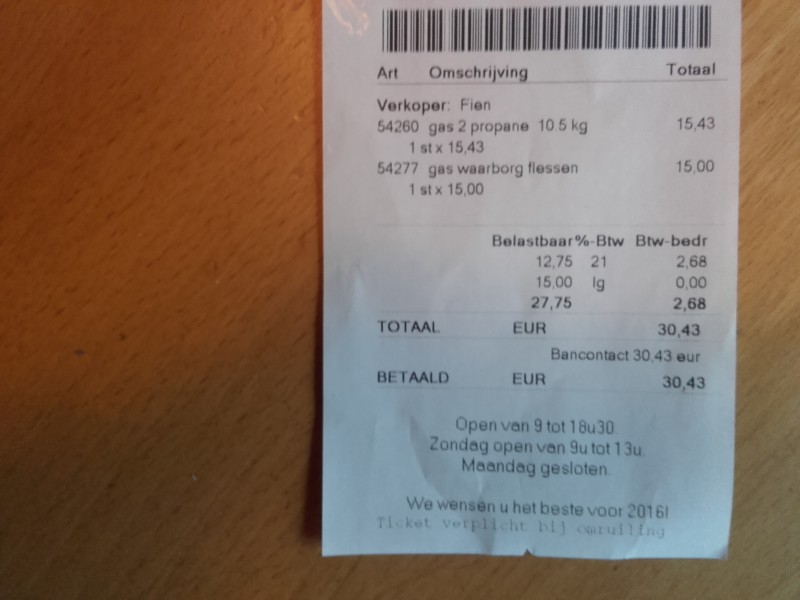 Art Omschrijving Totaal
Verkoper: Fien
54260 gas 2 propane 10.5 kg 15,43
1 st x 15,43
54277 gas waarborg flessen 15,00
1 st x 15,00
Belastbaar %-Btw Btw-bedr
12,75 21 2,68
15,00 lg 0,00
27,75 2,68
TOTAAL EUR 30,43
Bancontact 30,43 eur
BETAALD EUR 30,43
Open van 9 tot 18u30.
Zondag open van 9u tot 13u.
Maandag gesloten.
We wensen u het beste voor 2016!
Ticket verplicht bij omruiling